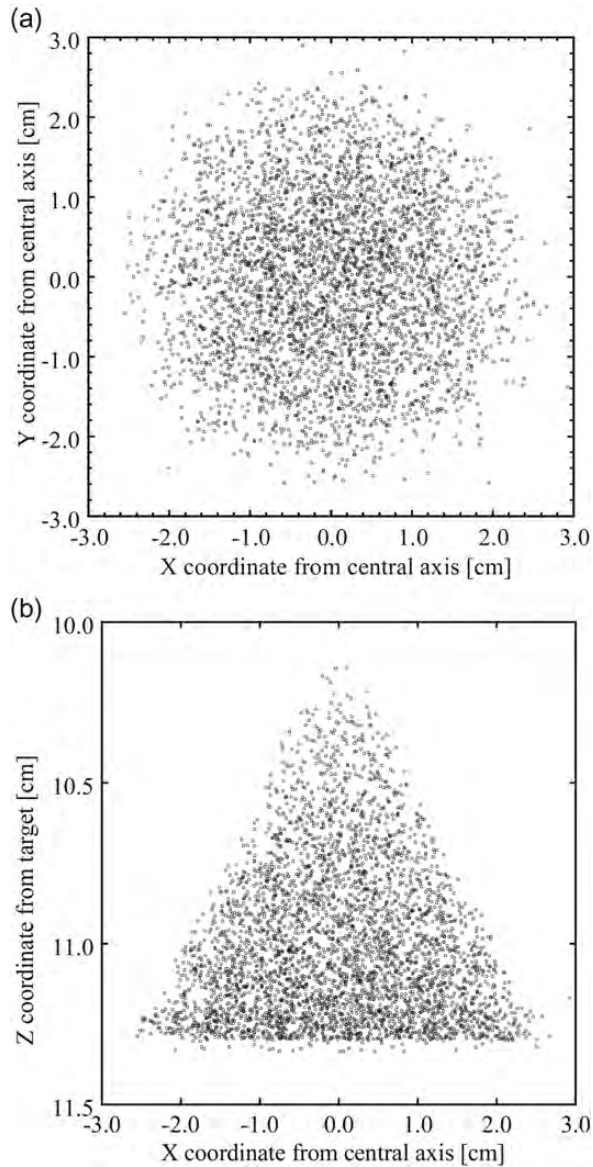 (a)
3.0
2.0
1.0
0.0
-1.0
-2.0
-3.0
Y coordinate from central axis [cm]
-3.0 -2.0 -1.0 0.0 1.0 2.0 3.0
X coordinate from central axis [cm]
(b)
10.0
10.5
11.0
11.5
Z coordinate from target [cm]
-3.0 -2.0 -1.0 0.0 1.0 2.0 3.0
X coordinate from central axis [cm]